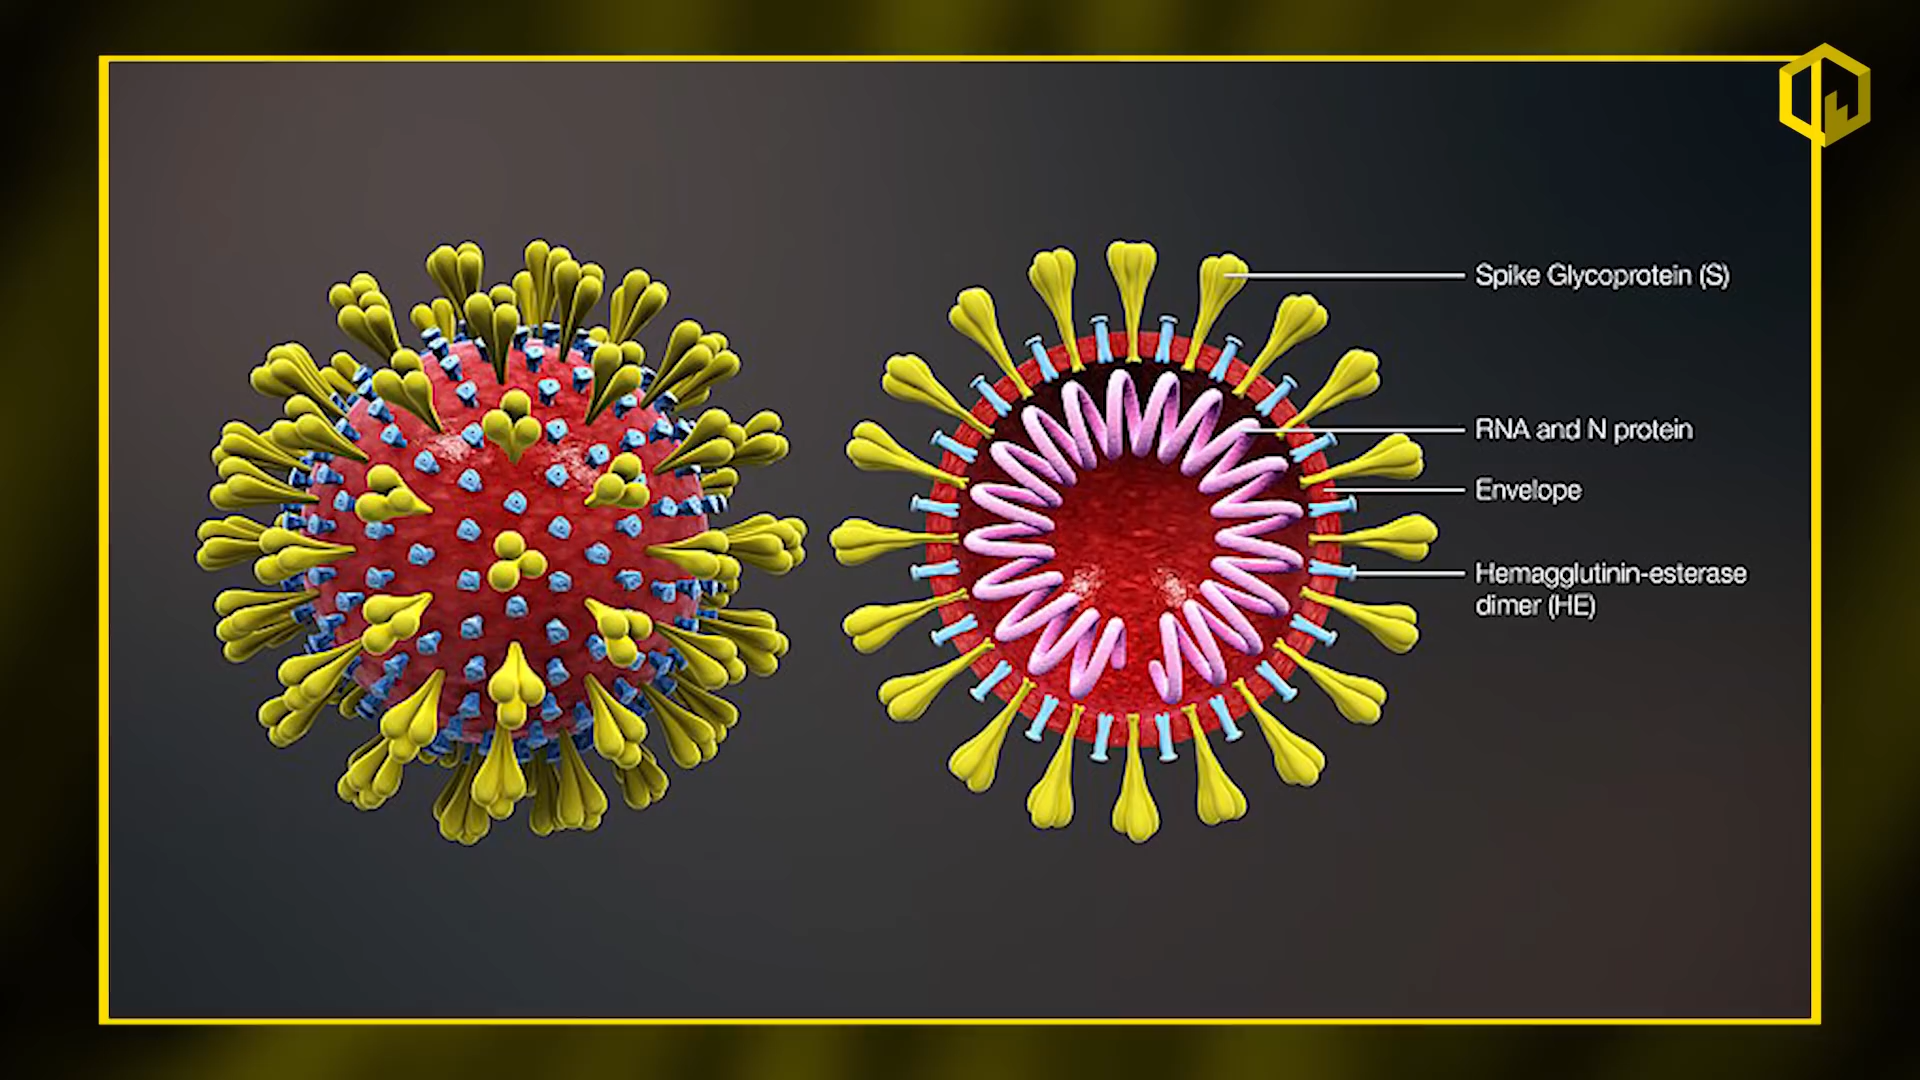 Spike Glycoprotein (S)
RNA and N protein
Envelope
Hemagglutinin-esterase
dimer (HE)